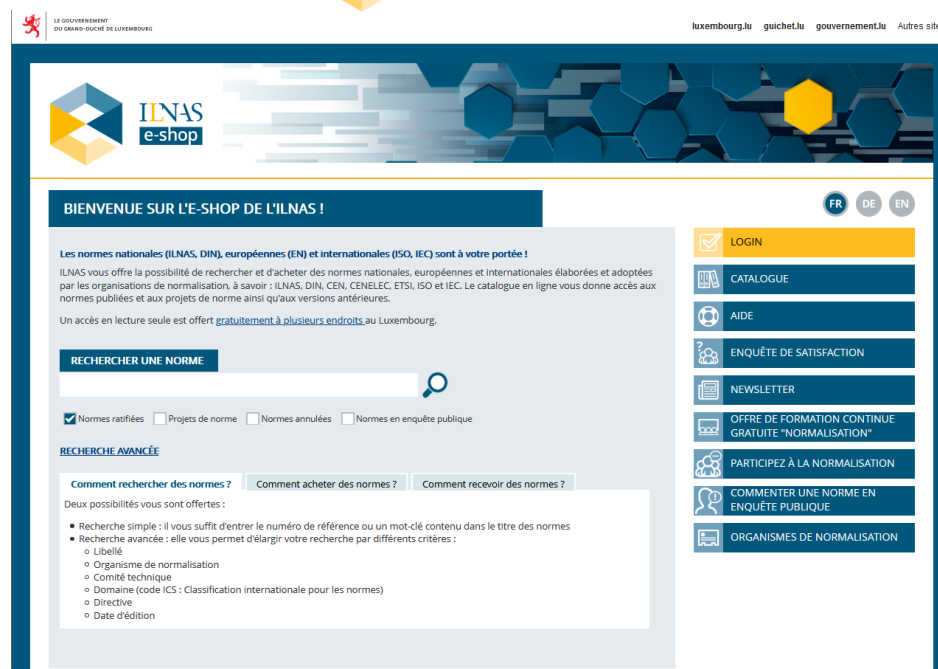 LE GOUVERNEMENT
DU GRAND-DUCHÉ DE LUXEMBOURG
luxembourg.lu guichet.lu gouvernement.lu Autres site
ILNAS
e-shop
BIENVENUE SUR L'E-SHOP DE L'ILNAS !
FR DE EN
Les normes nationales (ILNAS, DIN), européennes (EN) et internationales (ISO, IEC) sont à votre portée !
ILNAS vous offre la possibilité de rechercher et d'acheter des normes nationales, européennes et internationales élaborées et adoptées
par les organisations de normalisation, à savoir : ILNAS, DIN, CEN, CENELEC, ETSI, ISO et IEC. Le catalogue en ligne vous donne accès aux
normes publiées et aux projets de norme ainsi qu'aux versions antérieures.
Un accès en lecture seule est offert gratuitement à plusieurs endroits au Luxembourg.
RECHERCHER UNE NORME
Normes ratifiées Projets de norme Normes annulées Normes en enquête publique
RECHERCHE AVANCÉE
Comment rechercher des normes ? Comment acheter des normes ? Comment recevoir des normes ?
Deux possibilités vous sont offertes :
Recherche simple : il vous suffit d'entrer le numéro de référence ou un mot-clé contenu dans le titre des normes
Recherche avancée : elle vous permet d'élargir votre recherche par différents critères :
Libellé
Organisme de normalisation
Comité technique
Domaine (code ICS : Classification internationale pour les normes)
Directive
Date d'édition
LOGIN
CATALOGUE
AIDE
ENQUÊTE DE SATISFACTION
NEWSLETTER
OFFRE DE FORMATION CONTINUE
GRATUITE "NORMALISATION"
PARTICIPEZ À LA NORMALISATION
COMMENTER UNE NORME EN
ENQUÊTE PUBLIQUE
ORGANISMES DE NORMALISATION